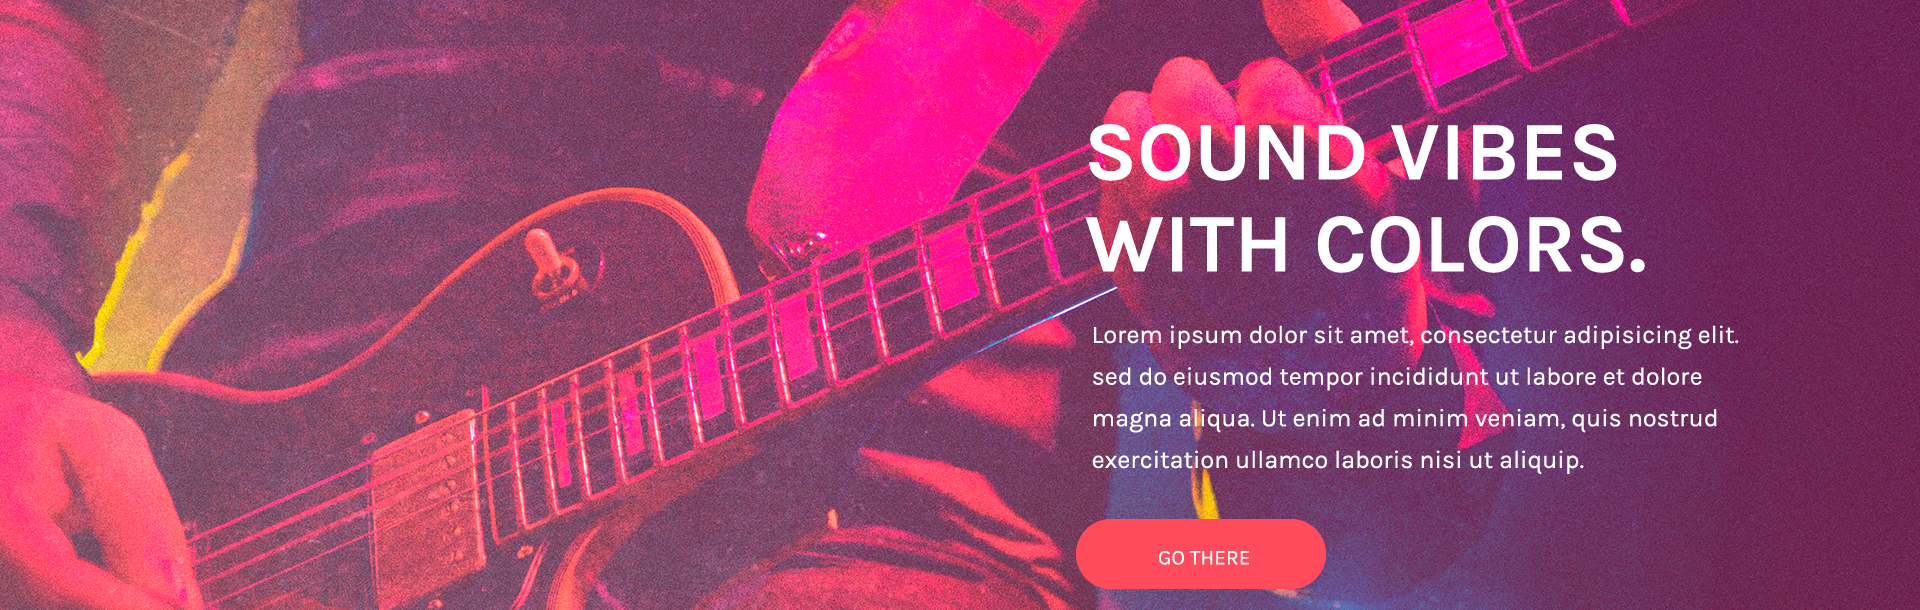 SOUND VIBES
WITH COLORS.
Lorem ipsum dolor sit amet, consectetur adipisicing elit.
sed do eiusmod tempor incididunt ut labore et dolore
magna aliqua. Ut enim ad minim veniam, quis nostrud
exercitation ullamco laboris nisi ut aliquip.
GO THERE